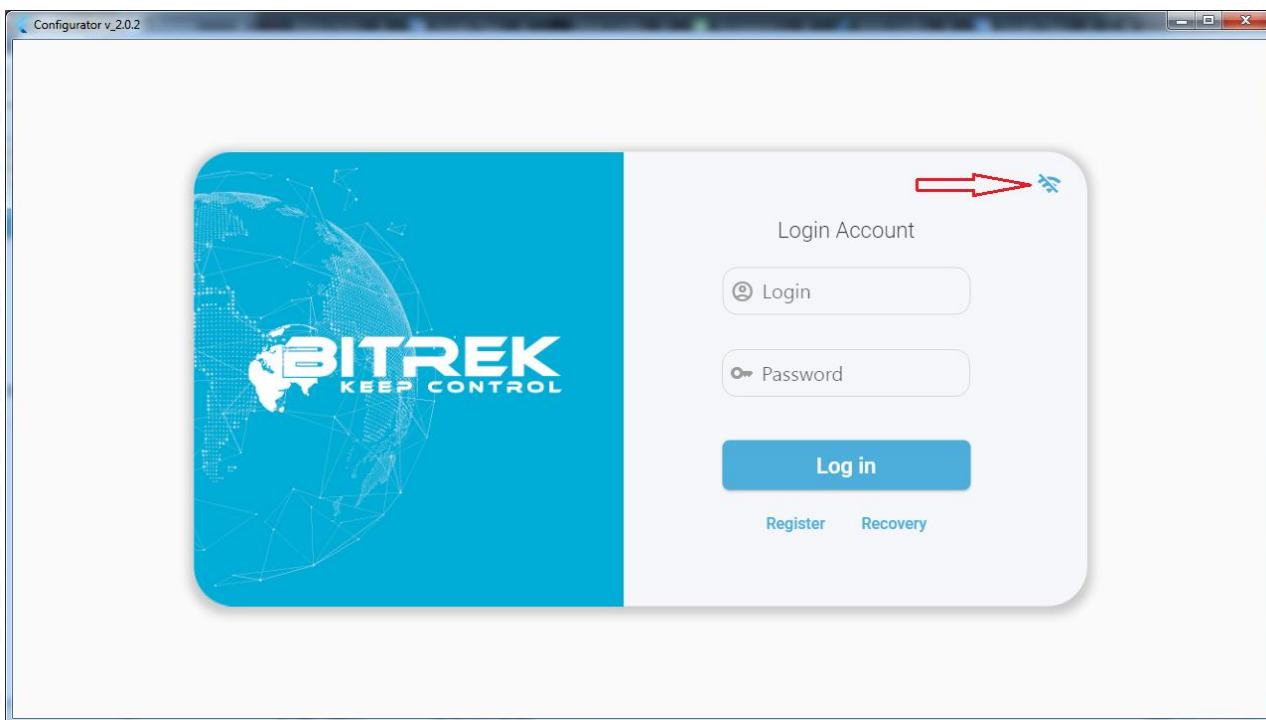 Configurator v_2.0.2
Login Account
Login
BITREK
KEEP CONTROL
Password
Log in
Register Recovery